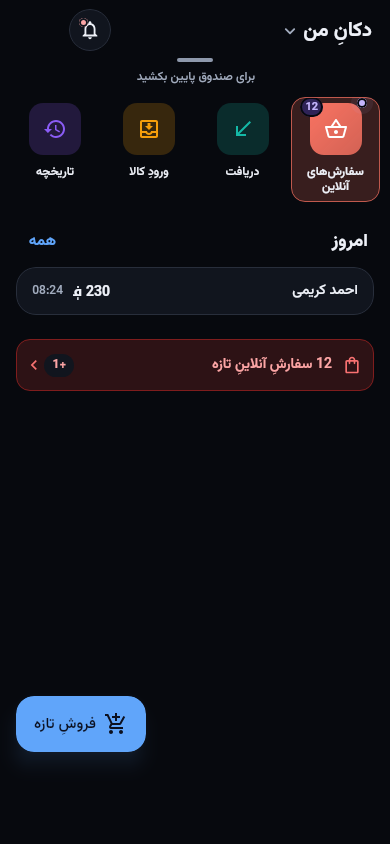 دکانِ من
برای صندوق پایین بکشید
12
سفارش‌های آنلاین
دریافت
ورودِ کالا
تاریخچه
امروز
همه
احمد کریمی
230 ؋
08:24
12 سفارشِ آنلاینِ تازه
+1
فروشِ تازه